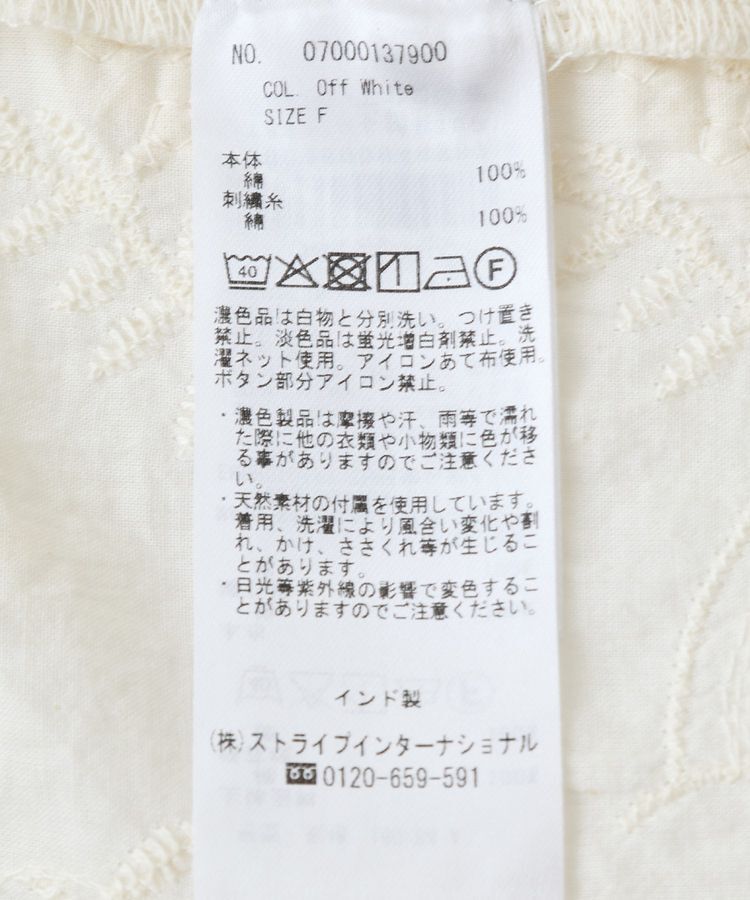 NO. 07000137900
COL. Off White
SIZE F
本体
綿 100%
刺繍糸
綿 100%
40 F
濃色品は白物と分別洗い。つけ置き
禁止。淡色品は蛍光増白剤禁止。洗
濯ネット使用。アイロンあて布使用。
ボタン部分アイロン禁止。
・濃色製品は摩擦や汗、雨等で濡れ
た際に他の衣類や小物類に色が移
る事がありますのでご注意くださ
い。
・天然素材の付属を使用しています。
着用、洗濯により風合い変化や割
れ、かけ、ささくれ等が生じるこ
とがあります。
・日光等紫外線の影響で変色するこ
とがありますのでご注意ください。
インド製
(株)ストライプインターナショナル
0120-659-591